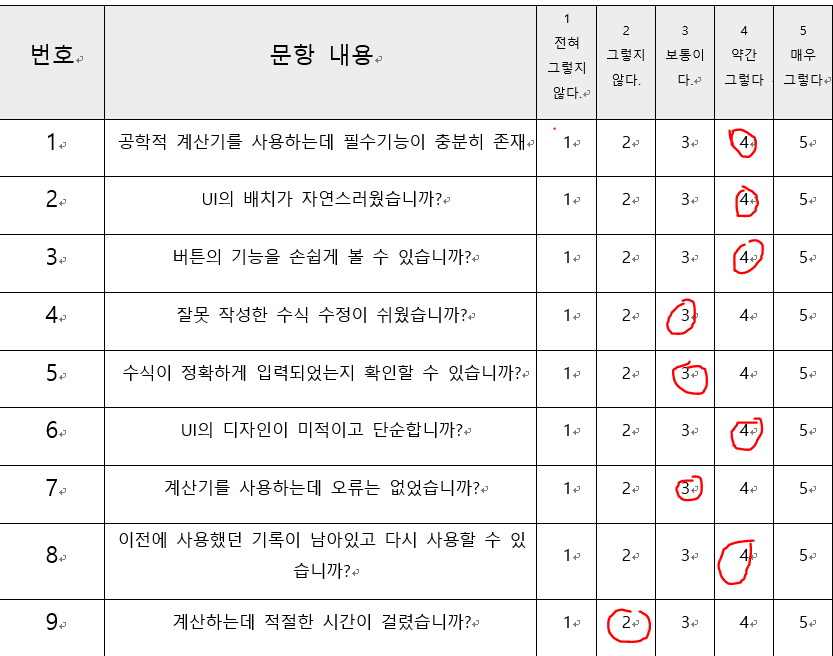 번호 문항 내용 1 전혀 그렇지 않다. 2 그렇지 않다. 3 보통이다. 4 약간 그렇다 5 매우 그렇다
1 공학적 계산기를 사용하는데 필수기능이 충분히 존재 1 2 3 4 5
2 UI의 배치가 자연스러웠습니까? 1 2 3 4 5
3 버튼의 기능을 손쉽게 볼 수 있습니까? 1 2 3 4 5
4 잘못 작성한 수식 수정이 쉬웠습니까? 1 2 3 4 5
5 수식이 정확하게 입력되었는지 확인할 수 있습니까? 1 2 3 4 5
6 UI의 디자인이 미적이고 단순합니까? 1 2 3 4 5
7 계산기를 사용하는데 오류는 없었습니까? 1 2 3 4 5
8 이전에 사용했던 기록이 남아있고 다시 사용할 수 있
습니까? 1 2 3 4 5
9 계산하는데 적절한 시간이 걸렸습니까? 1 2 3 4 5